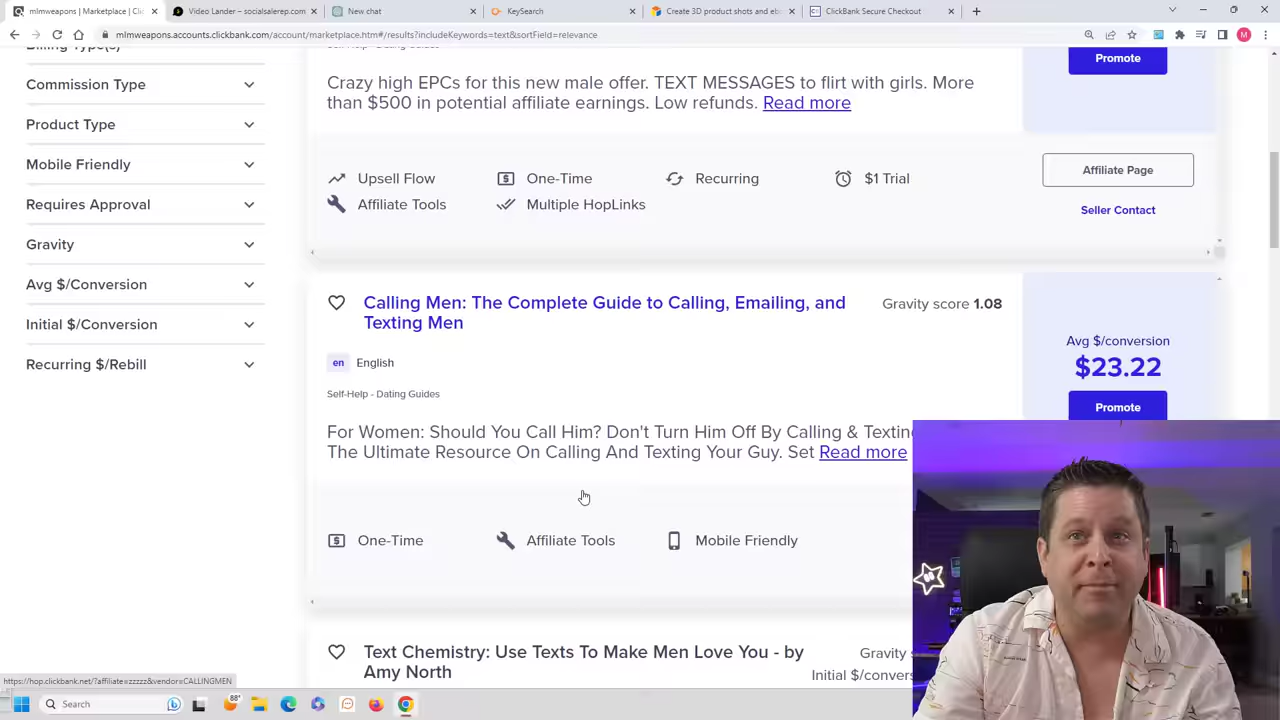 mlmweapons | Marketplace | Clic
Video Lander – socialsalerep.com
New chat
KeySearch
Create 3D product shots and eb
ClickBank Secure Checkout
mlmweapons.accounts.clickbank.com/account/marketplace.htm#/results?includeKeywords=text&sortField=relevance
M
Commission Type
Product Type
Mobile Friendly
Requires Approval
Gravity
Avg $/Conversion
Initial $/Conversion
Recurring $/Rebill
Promote
Crazy high EPCs for this new male offer. TEXT MESSAGES to flirt with girls. More
than $500 in potential affiliate earnings. Low refunds. Read more
Upsell Flow
One-Time
Recurring
$1 Trial
Affiliate Tools
Multiple HopLinks
Affiliate Page
Seller Contact
Calling Men: The Complete Guide to Calling, Emailing, and
Texting Men
Gravity score 1.08
en English
Self-Help - Dating Guides
Avg $/conversion
$23.22
Promote
For Women: Should You Call Him? Don't Turn Him Off By Calling & Texting
The Ultimate Resource On Calling And Texting Your Guy. Set Read more
One-Time
Affiliate Tools
Mobile Friendly
Text Chemistry: Use Texts To Make Men Love You - by
Amy North
Gravity
Initial $/conver
https://hop.clickbank.net/?affiliate=zzzzz&vendor=CALLINGMEN
Search
88°